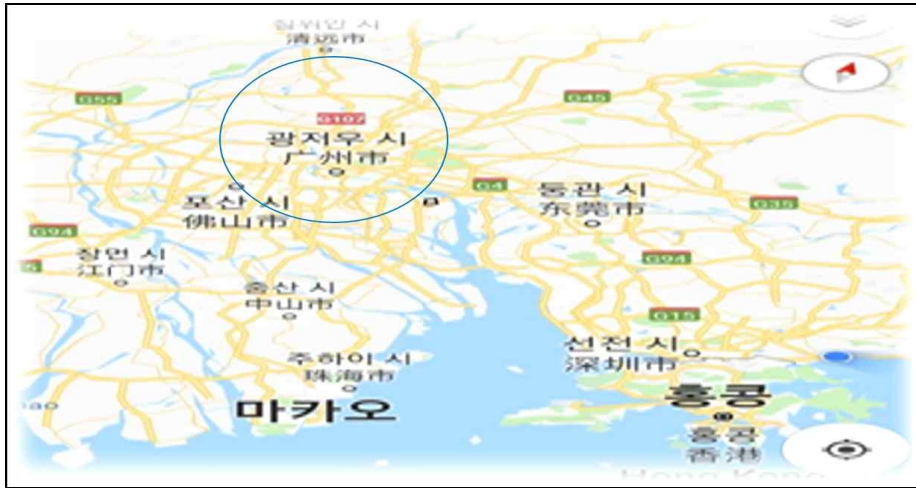 칭위안 시
清远市
G55
G45
G107
광저우 시
广州市
G4
둥관 시
东莞市
포산 시
佛山市
G35
G94
장먼 시
江门市
G94
중산 시
中山市
G15
선전 시
深圳市
주하이 시
珠海市
마카오
홍콩
홍콩
香港
Hong Kong